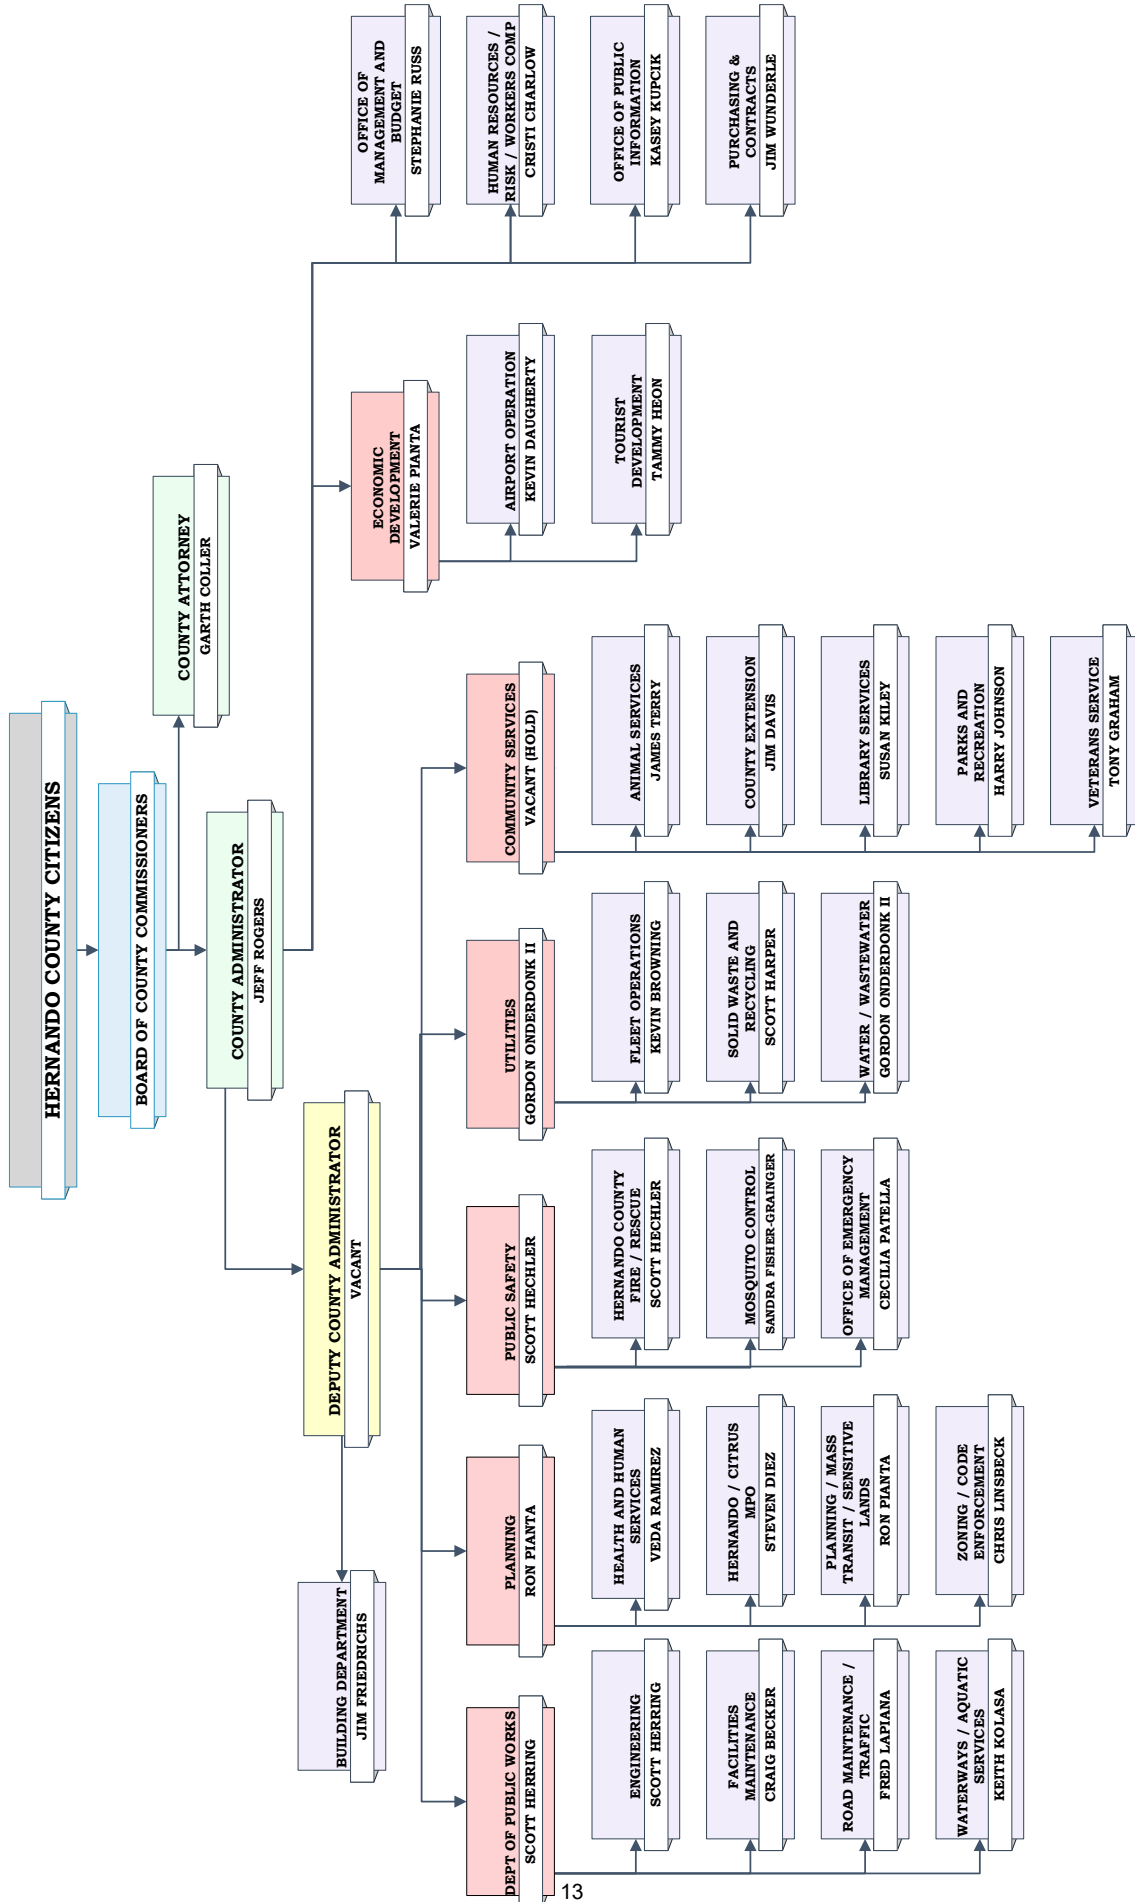 HERNANDO COUNTY CITIZENS
BOARD OF COUNTY COMMISSIONERS
COUNTY ATTORNEY
GARTH COLLER
COUNTY ADMINISTRATOR
JEFF ROGERS
DEPUTY COUNTY ADMINISTRATOR
VACANT
BUILDING DEPARTMENT
JIM FRIEDRICHS
OFFICE OF
MANAGEMENT AND
BUDGET
STEPHANIE RUSS
HUMAN RESOURCES /
RISK / WORKERS COMP
CRISTI CHARLOW
OFFICE OF PUBLIC
INFORMATION
KASEY KUPCIK
PURCHASING &
CONTRACTS
JIM WUNDERLE
ECONOMIC
DEVELOPMENT
VALERIE PIANTA
AIRPORT OPERATION
KEVIN DAUGHERTY
TOURIST
DEVELOPMENT
TAMMY HEON
DEPT OF PUBLIC WORKS
SCOTT HERRING
ENGINEERING
SCOTT HERRING
FACILITIES
MAINTENANCE
CRAIG BECKER
ROAD MAINTENANCE /
TRAFFIC
FRED LAPIANA
WATERWAYS / AQUATIC
SERVICES
KEITH KOLASA
PLANNING
RON PIANTA
HEALTH AND HUMAN
SERVICES
VEDA RAMIREZ
HERNANDO / CITRUS
MPO
STEVEN DIEZ
PLANNING / MASS
TRANSIT / SENSITIVE
LANDS
RON PIANTA
ZONING / CODE
ENFORCEMENT
CHRIS LINSBECK
PUBLIC SAFETY
SCOTT HECHLER
HERNANDO COUNTY
FIRE / RESCUE
SCOTT HECHLER
MOSQUITO CONTROL
SANDRA FISHER-GRAINGER
OFFICE OF EMERGENCY
MANAGEMENT
CECILIA PATELLA
UTILITIES
GORDON ONDERDONK II
FLEET OPERATIONS
KEVIN BROWNING
SOLID WASTE AND
RECYCLING
SCOTT HARPER
WATER / WASTEWATER
GORDON ONDERDONK II
COMMUNITY SERVICES
VACANT (HOLD)
ANIMAL SERVICES
JAMES TERRY
COUNTY EXTENSION
JIM DAVIS
LIBRARY SERVICES
SUSAN KILEY
PARKS AND
RECREATION
HARRY JOHNSON
VETERANS SERVICE
TONY GRAHAM
13